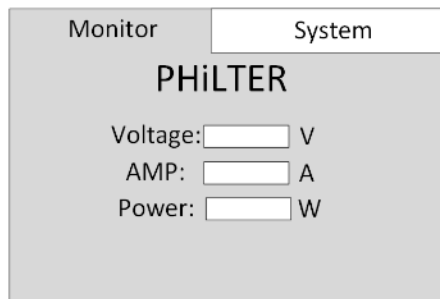 Monitor System
PHiLTER
Voltage: V
AMP: A
Power: W